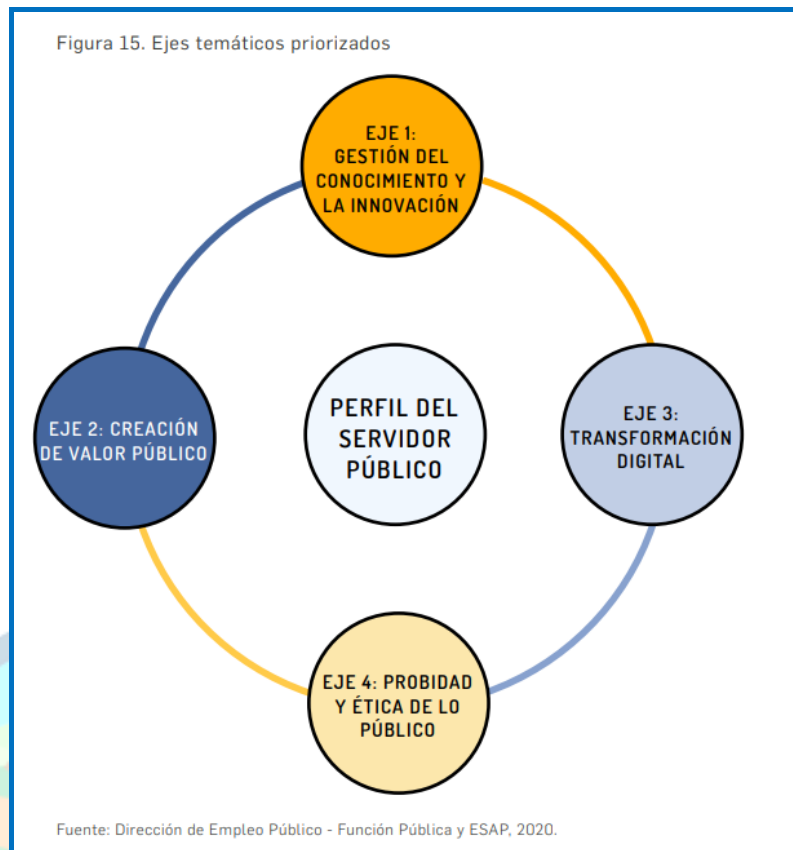 Figura 15. Ejes temáticos priorizados
EJE 1:
GESTIÓN DEL
CONOCIMIENTO Y
LA INNOVACIÓN
EJE 2: CREACIÓN
DE VALOR PÚBLICO
PERFIL DEL
SERVIDOR
PÚBLICO
EJE 3:
TRANSFORMACIÓN
DIGITAL
EJE 4: PROBIDAD
Y ÉTICA DE LO
PÚBLICO
Fuente: Dirección de Empleo Público - Función Pública y ESAP, 2020.